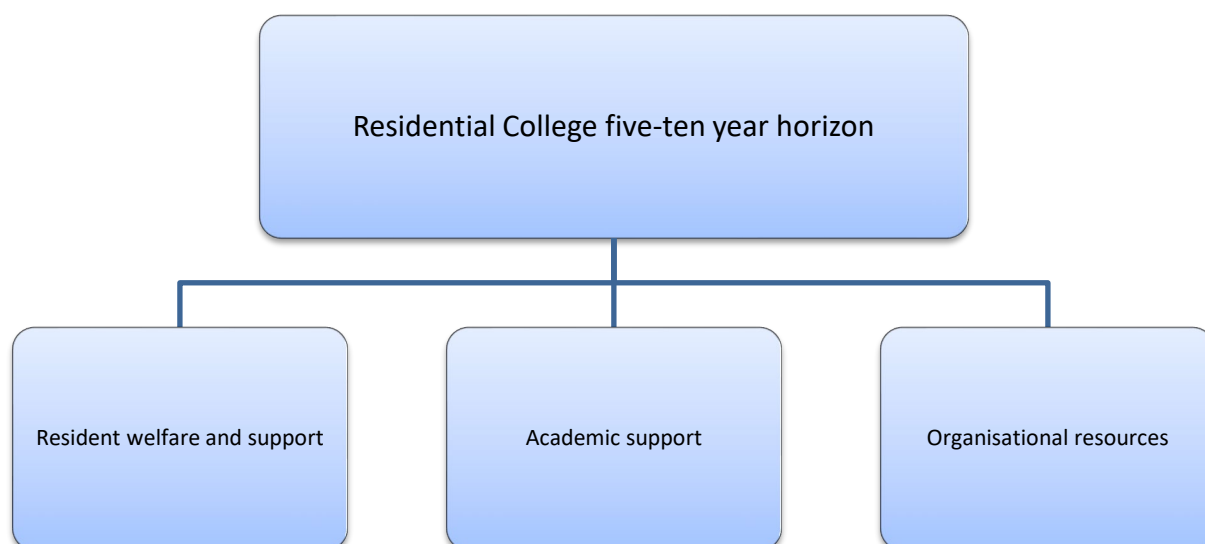 Residential College five-ten year horizon
Resident welfare and support
Academic support
Organisational resources